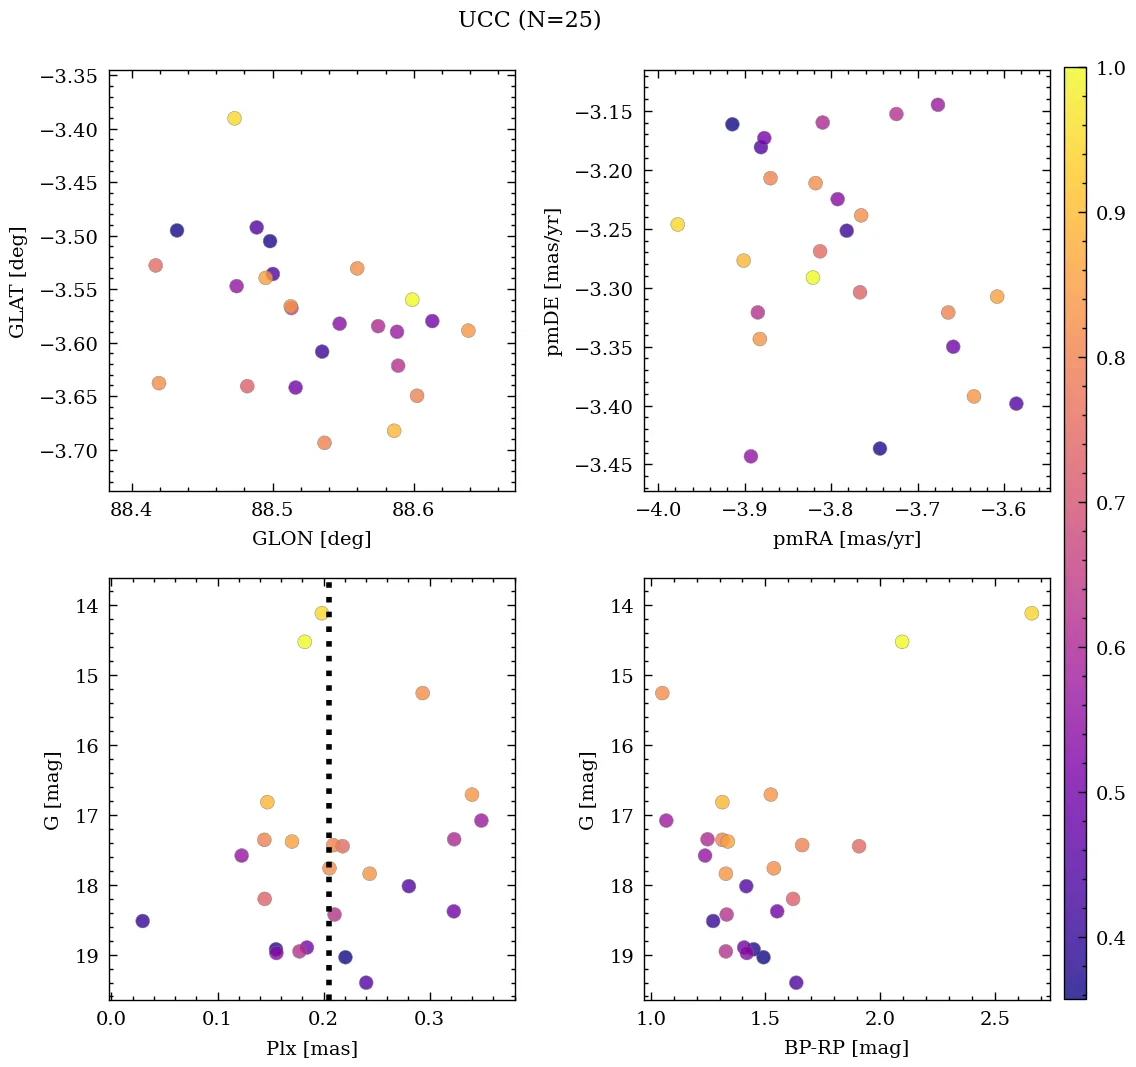 UCC (N=25)
−3.35
−3.40
−3.45
−3.50
−3.55
−3.60
−3.65
−3.70
GLAT [deg]
88.4 88.5 88.6
GLON [deg]
−3.15
−3.20
−3.25
−3.30
−3.35
−3.40
−3.45
pmDE [mas/yr]
−4.0 −3.9 −3.8 −3.7 −3.6
pmRA [mas/yr]
14
15
16
17
18
19
G [mag]
0.0 0.1 0.2 0.3
Plx [mas]
14
15
16
17
18
19
G [mag]
1.0 1.5 2.0 2.5
BP-RP [mag]
1.0
0.9
0.8
0.7
0.6
0.5
0.4